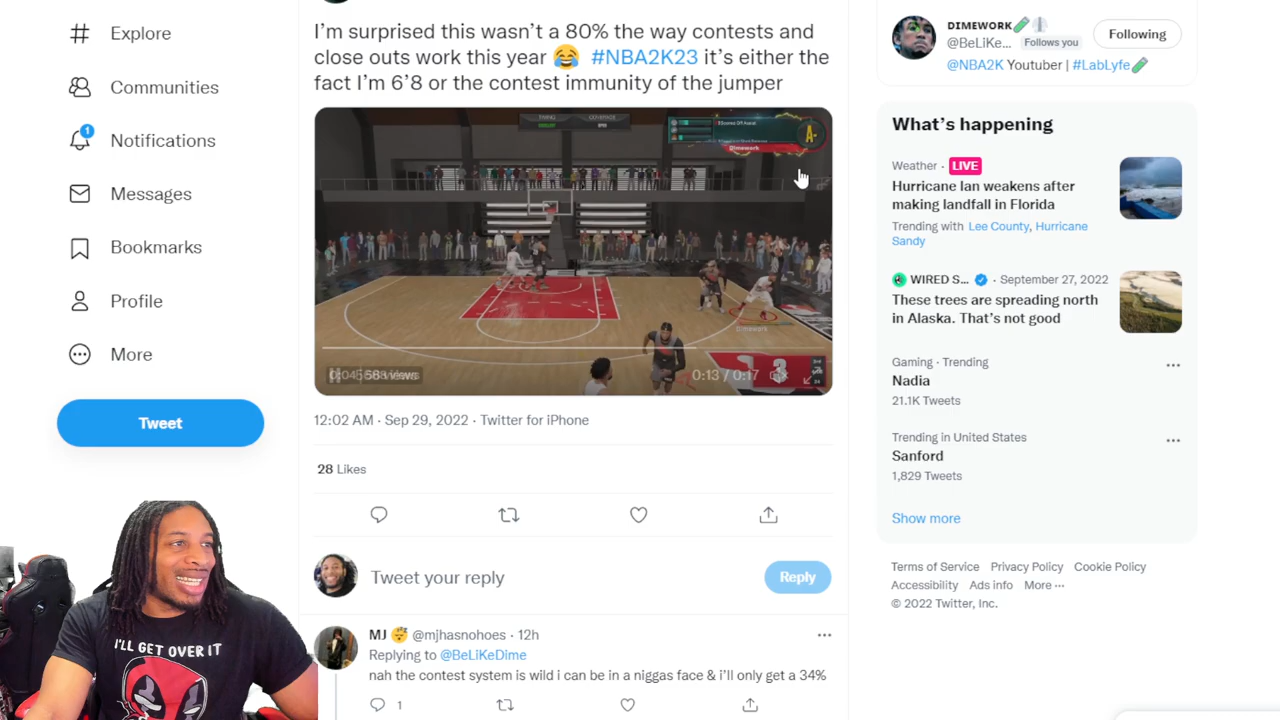 Explore
Communities
1
Notifications
Messages
Bookmarks
Profile
More
Tweet
I'm surprised this wasn't a 80% the way contests and
close outs work this year 😂 #NBA2K23 it's either the
fact I'm 6'8 or the contest immunity of the jumper
A-
Dimework
Dimework
0:13 / 0:17
12:02 AM · Sep 29, 2022 · Twitter for iPhone
28 Likes
Tweet your reply
Reply
MJ 😴 @mjhasnohoes · 12h
Replying to @BeLiKeDime
nah the contest system is wild i can be in a niggas face & i'll only get a 34%
1
DIMEWORK
@BeLiKe... Follows you
Following
@NBA2K Youtuber | #LabLyfe
What's happening
Weather · LIVE
Hurricane Ian weakens after
making landfall in Florida
Trending with Lee County, Hurricane
Sandy
WIRED S... · September 27, 2022
These trees are spreading north
in Alaska. That's not good
Gaming · Trending
Nadia
21.1K Tweets
Trending in United States
Sanford
1,829 Tweets
Show more
Terms of Service Privacy Policy Cookie Policy
Accessibility Ads info More ···
© 2022 Twitter, Inc.
I'LL GET OVER IT